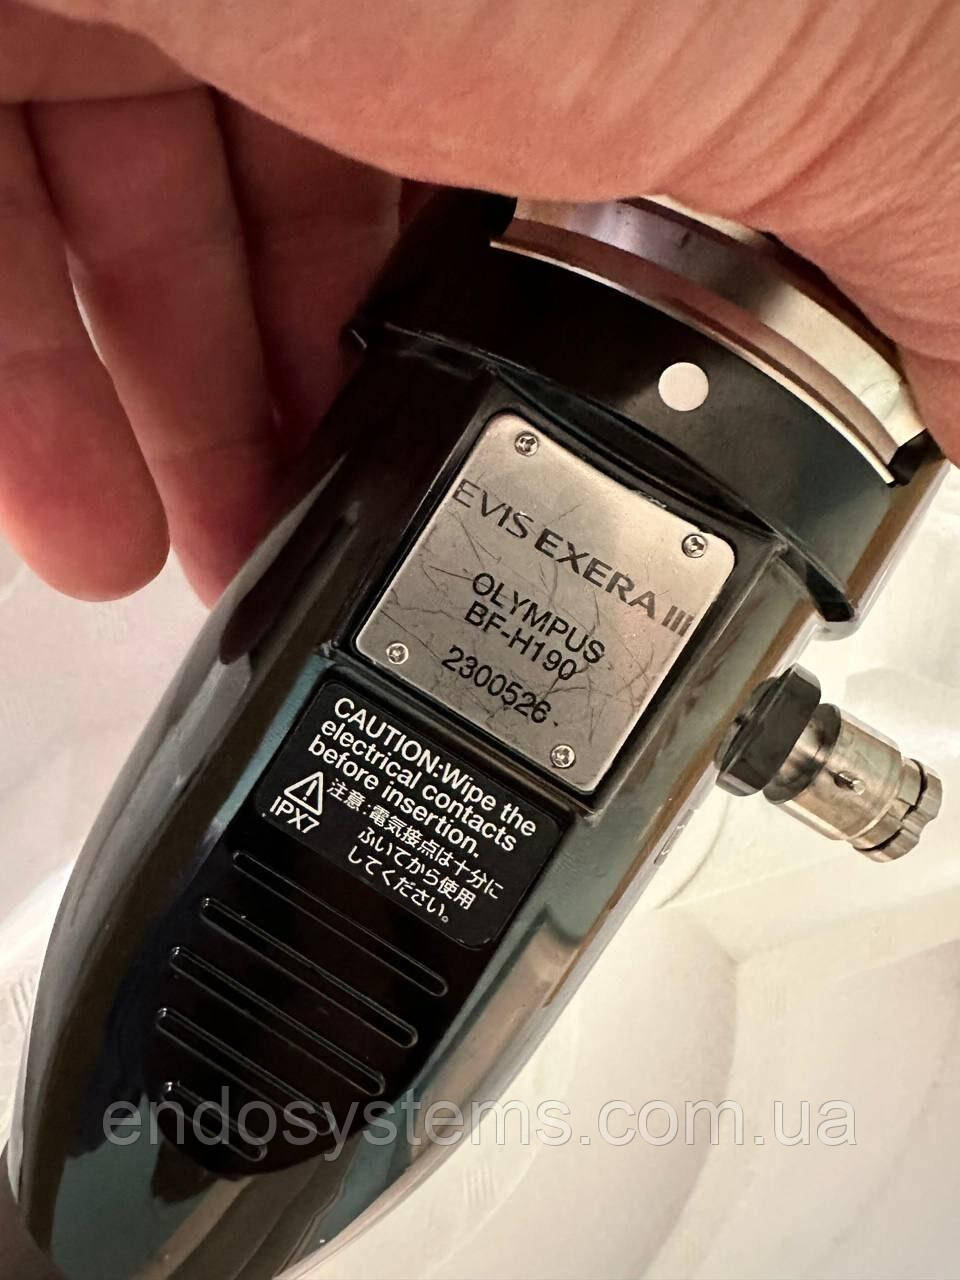 EVIS EXERA III
OLYMPUS
BF-H190
2300526
CAUTION:Wipe the
electrical contacts
before insertion.
IPX7
注意:電気接点は十分に
ふいてから使用
してください。
endosystems.com.ua